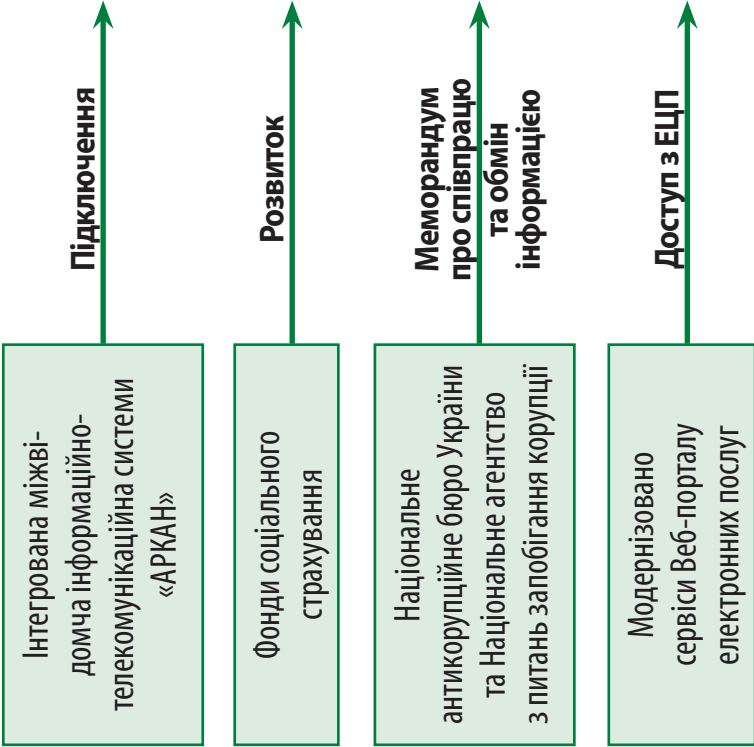 Інтегрована міжві-
домча інформаційно-
телекомунікаційна системи
«АРКАН»
Підключення
Фонди соціального
страхування
Розвиток
Національне
антикорупційне бюро України
та Національне агентство
з питань запобігання корупції
Меморандум
про співпрацю
та обмін
інформацією
Модернізовано
сервіси Веб-порталу
електронних послуг
Доступ з ЕЦП